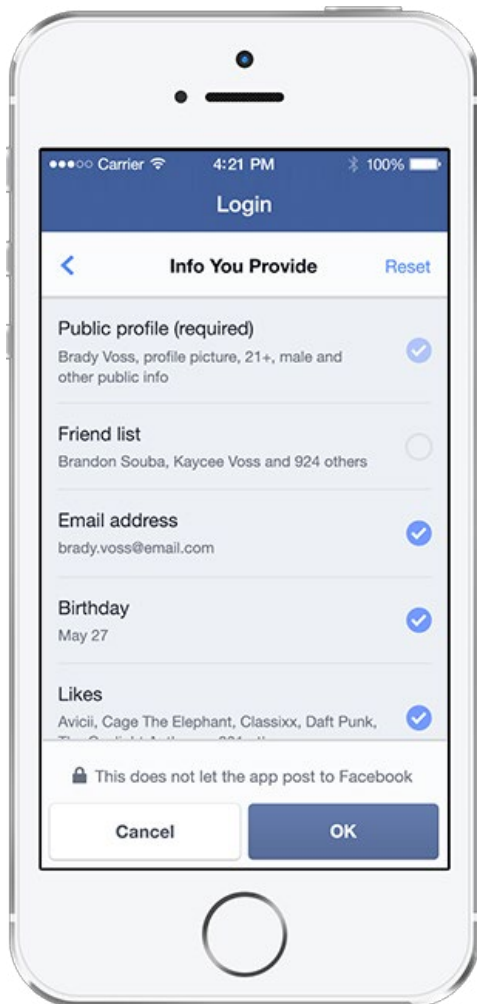 Carrier 4:21 PM 100%
Login
Info You Provide Reset
Public profile (required)
Brady Voss, profile picture, 21+, male and
other public info
Friend list
Brandon Souba, Kaycee Voss and 924 others
Email address
brady.voss@email.com
Birthday
May 27
Likes
Avicii, Cage The Elephant, Classixx, Daft Punk,
This does not let the app post to Facebook
Cancel OK